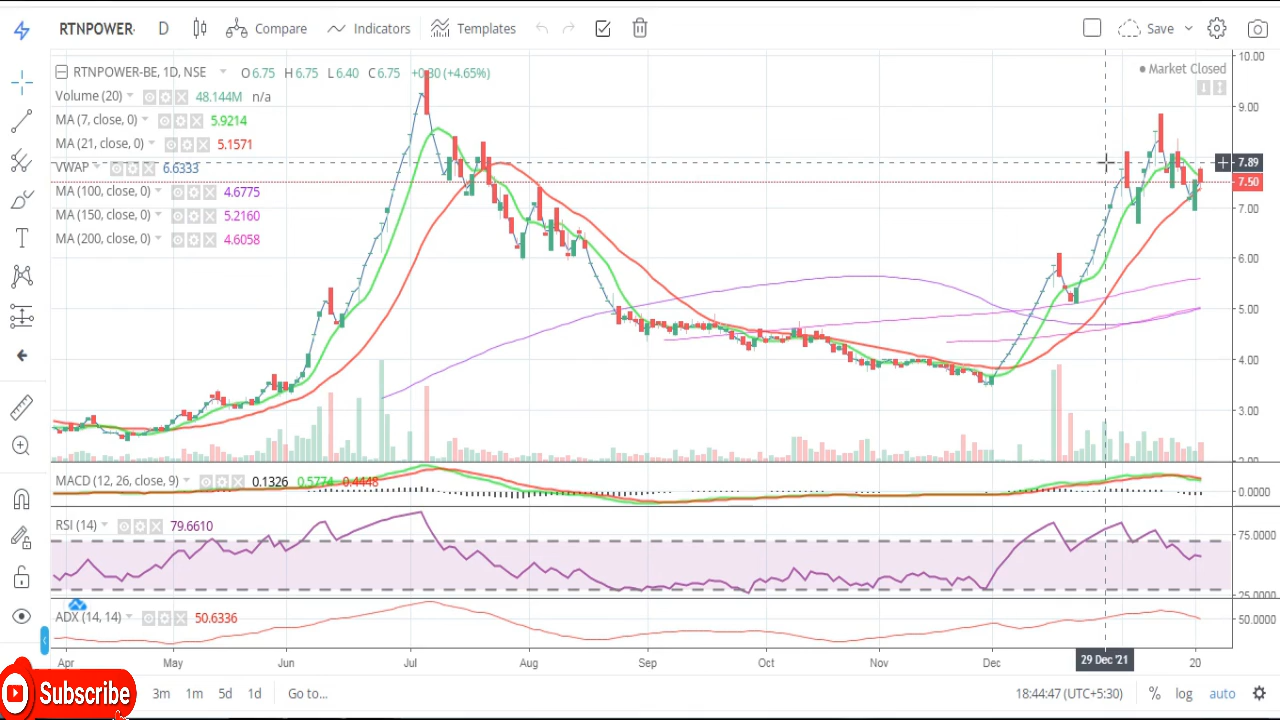 RTNPOWER- D Compare Indicators Templates Save
RTNPOWER-BE, 1D, NSE O6.75 H6.75 L6.40 C6.75 +0.30 (+4.65%)
Market Closed
Volume (20) 48.144M n/a
MA (7, close, 0) 5.9214
MA (21, close, 0) 5.1571
VWAP 6.6333
MA (100, close, 0) 4.6775
MA (150, close, 0) 5.2160
MA (200, close, 0) 4.6058
10.00
9.00
7.89
7.50
7.00
6.00
5.00
4.00
3.00
2.00
MACD (12, 26, close, 9) 0.1326 0.5774 0.4448
0.0000
RSI (14) 79.6610
75.0000
25.0000
ADX (14, 14) 50.6336
50.0000
Apr May Jun Jul Aug Sep Oct Nov Dec 29 Dec '21 20
Subscribe
3m 1m 5d 1d Go to... 18:44:47 (UTC+5:30) % log auto